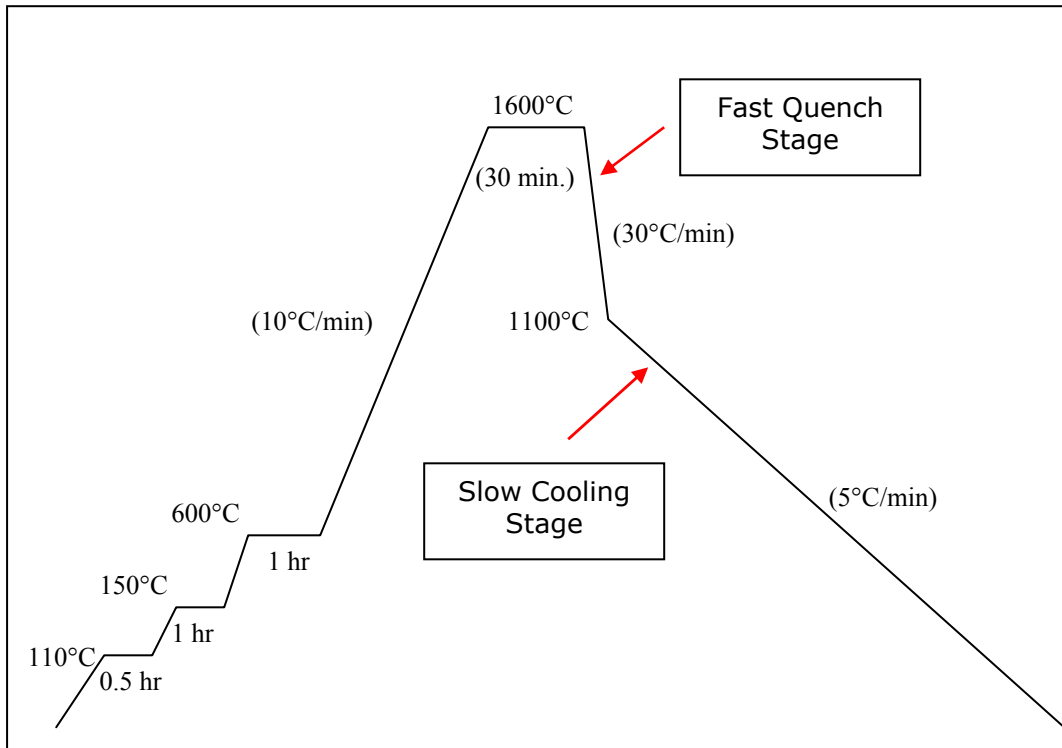 1600°C
Fast Quench
Stage
(30 min.)
(30°C/min)
(10°C/min)
1100°C
Slow Cooling
Stage
(5°C/min)
600°C
1 hr
150°C
1 hr
110°C
0.5 hr